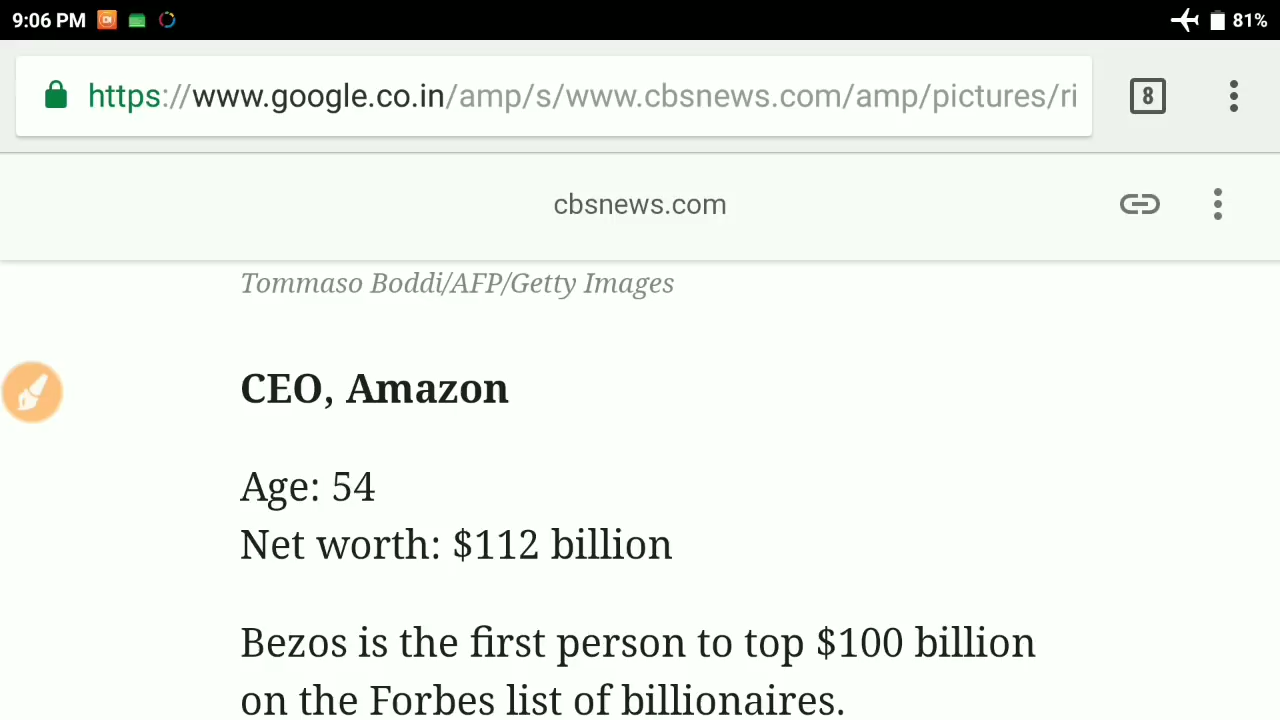 9:06 PM 81%
https://www.google.co.in/amp/s/www.cbsnews.com/amp/pictures/ri 8
cbsnews.com
Tommaso Boddi/AFP/Getty Images
CEO, Amazon
Age: 54
Net worth: $112 billion
Bezos is the first person to top $100 billion
on the Forbes list of billionaires.